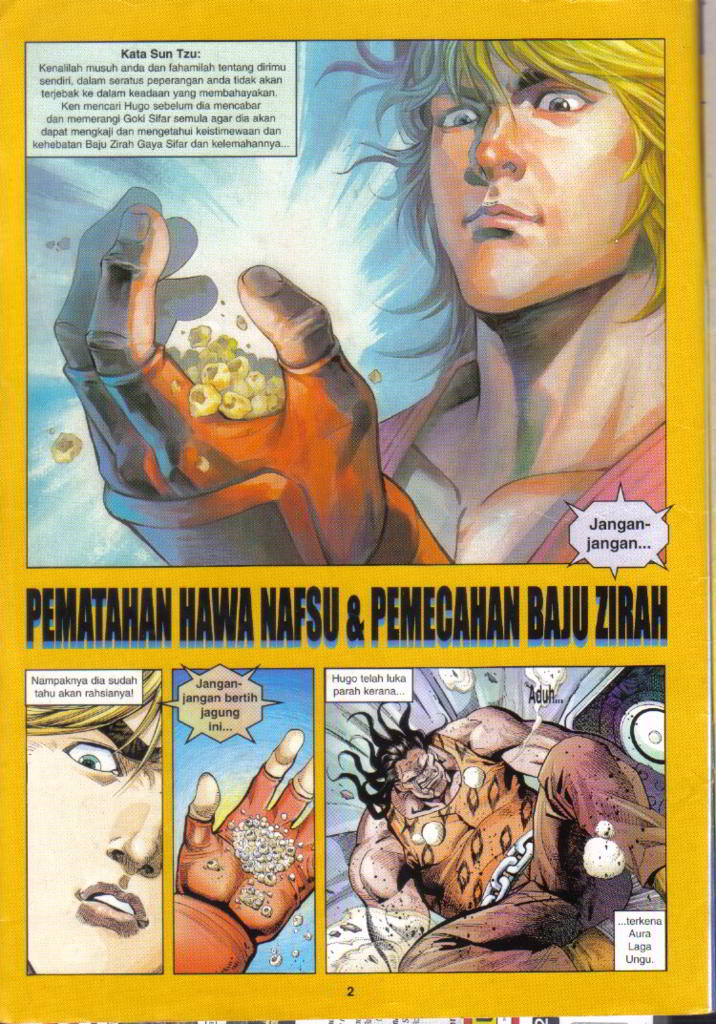 Kata Sun Tzu:
Kenalilah musuh anda dan fahamilah tentang dirimu
sendiri, dalam seratus peperangan anda tidak akan
terjebak ke dalam keadaan yang membahayakan.
Ken mencari Hugo sebelum dia mencabar
dan memerangi Goki Sifar semula agar dia akan
dapat mengkaji dan mengetahui keistimewaan dan
kehebatan Baju Zirah Gaya Sifar dan kelemahannya...
Jangan-
jangan...
PEMATAHAN HAWA NAFSU & PEMECAHAN BAJU ZIRAH
Nampaknya dia sudah
tahu akan rahsianya!
Jangan-
jangan bertih
jagung
ini...
Hugo telah luka
parah kerana...
Aduh...
...terkena
Aura
Laga
Ungu.
2